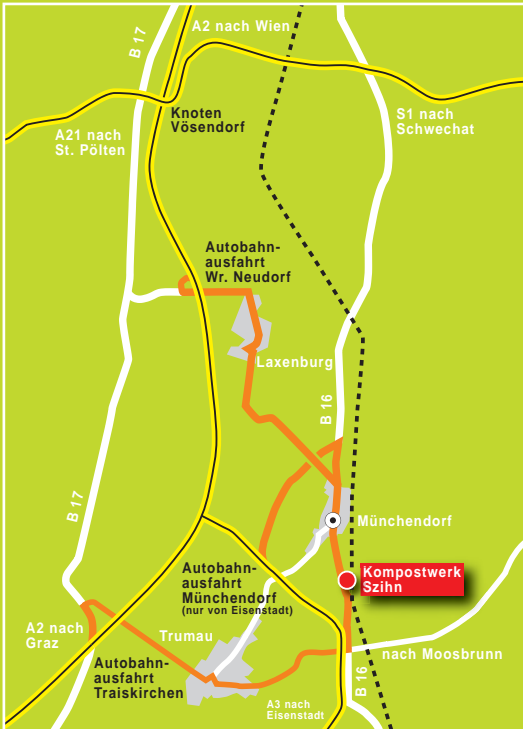 A2 nach Wien
B 17
Knoten
Vösendorf
S1 nach
Schwechat
A21 nach
St. Pölten
Autobahn-
ausfahrt
Wr. Neudorf
Laxenburg
B 16
B 17
Münchendorf
Autobahn-
ausfahrt
Münchendorf
(nur von Eisenstadt)
Kompostwerk
Szihn
A2 nach
Graz
Trumau
nach Moosbrunn
Autobahn-
ausfahrt
Traiskirchen
B 16
A3 nach
Eisenstadt